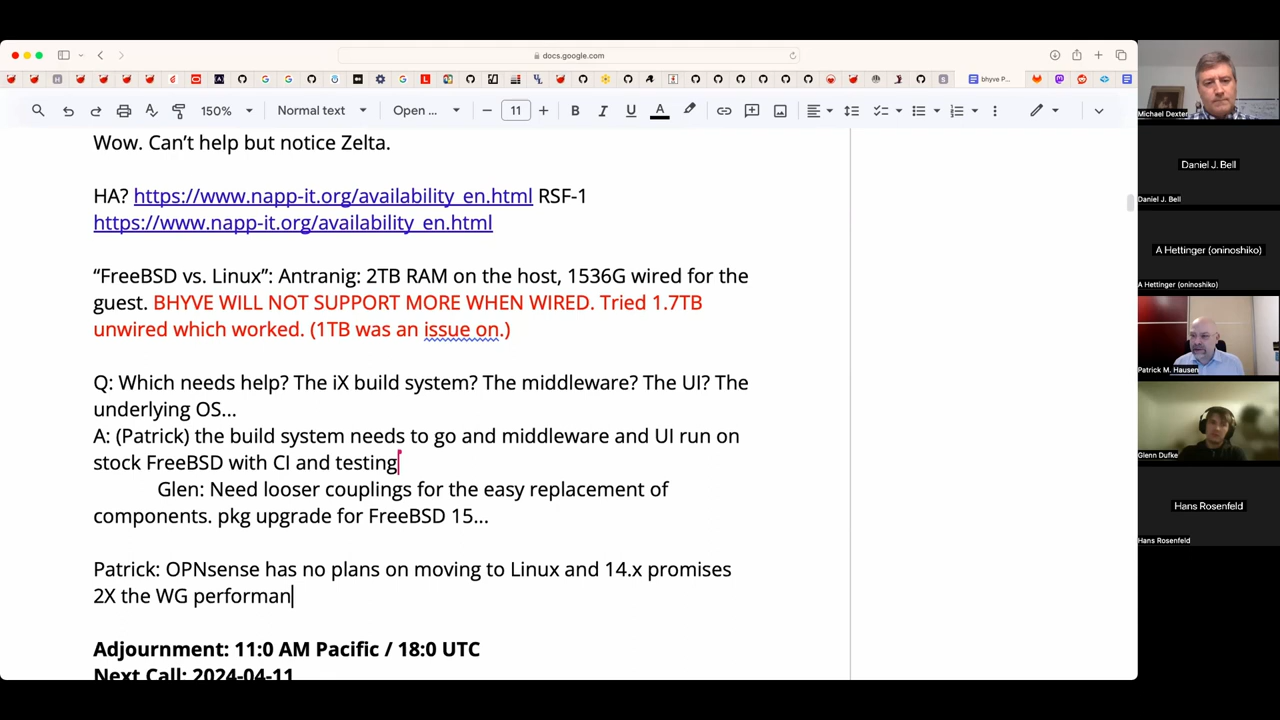 docs.google.com
bhyve P...
150%
Normal text
Open ...
11
Wow. Can’t help but notice Zelta.
HA? https://www.napp-it.org/availability_en.html RSF-1
https://www.napp-it.org/availability_en.html
“FreeBSD vs. Linux”: Antranig: 2TB RAM on the host, 1536G wired for the
guest. BHYVE WILL NOT SUPPORT MORE WHEN WIRED. Tried 1.7TB
unwired which worked. (1TB was an issue on.)
Q: Which needs help? The iX build system? The middleware? The UI? The
underlying OS...
A: (Patrick) the build system needs to go and middleware and UI run on
stock FreeBSD with CI and testing
Glen: Need looser couplings for the easy replacement of
components. pkg upgrade for FreeBSD 15...
Patrick: OPNsense has no plans on moving to Linux and 14.x promises
2X the WG performan
Adjournment: 11:0 AM Pacific / 18:0 UTC
Next Call: 2024-04-11
Michael Dexter
Daniel J. Bell
Daniel J. Bell
A Hettinger (oninoshiko)
A Hettinger (oninoshiko)
Patrick M. Hausen
Glenn Dufke
Hans Rosenfeld
Hans Rosenfeld